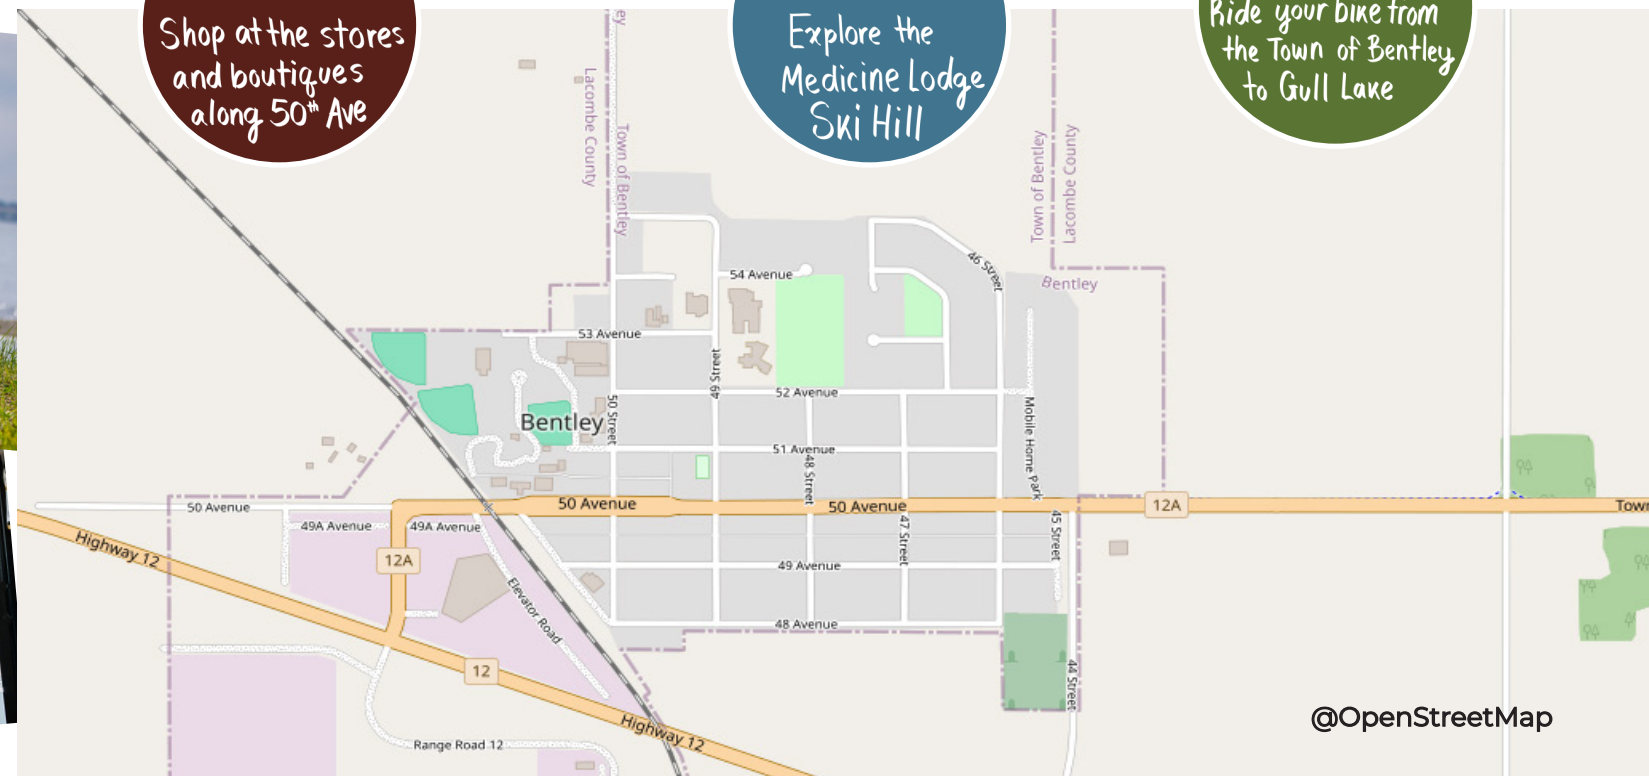 Shop at the stores
and boutiques
along 50th Ave
Explore the
Medicine Lodge
Ski Hill
Ride your bike from
the Town of Bentley
to Gull Lake
Lacombe County
Town of Bentley
Town of Bentley
Lacombe County
Bentley
46 Street
54 Avenue
53 Avenue
49 Street
52 Avenue
Bentley
50 Street
Mobile Home Park
51 Avenue
48 Street
50 Avenue
50 Avenue
50 Avenue
12A
Town
49A Avenue
49A Avenue
47 Street
45 Street
Highway 12
12A
49 Avenue
Elevator Road
48 Avenue
12
44 Street
Highway 12
Range Road 12
@OpenStreetMap